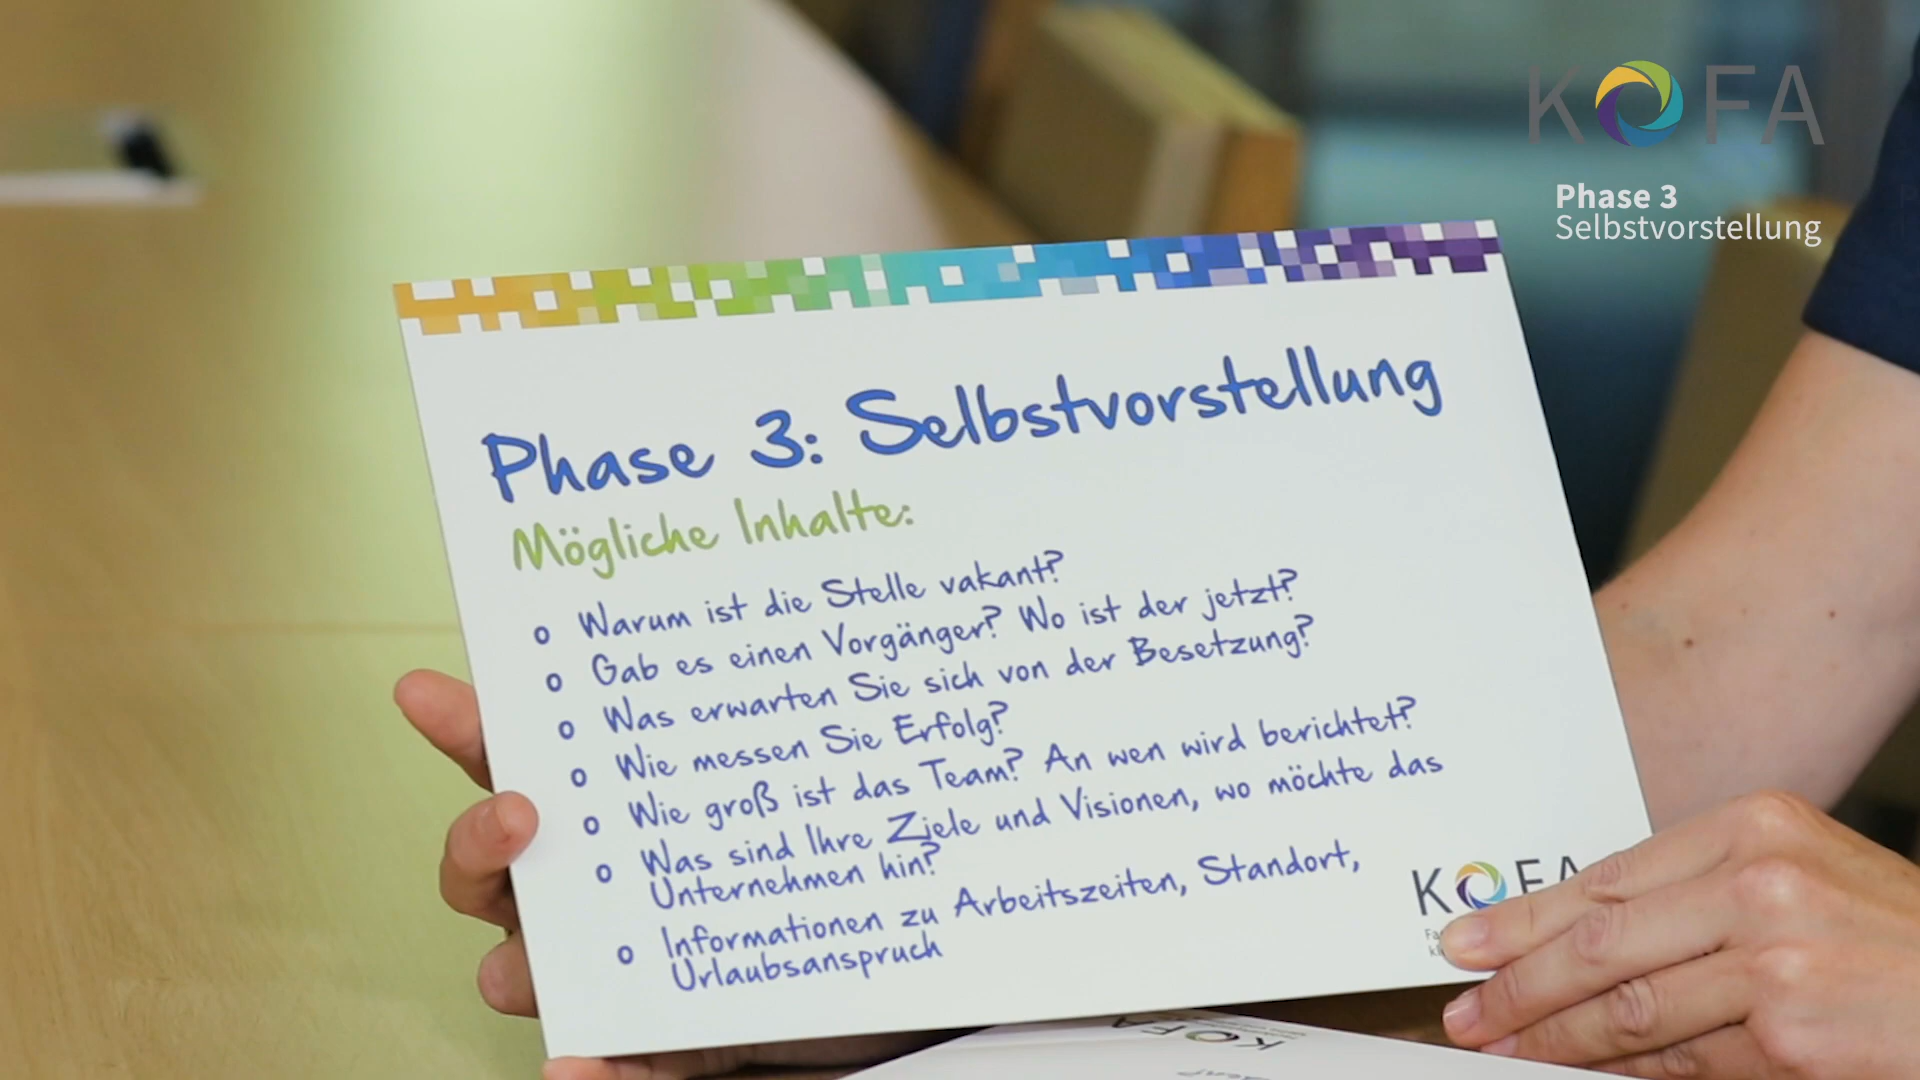 KOFA
Phase 3
Selbstvorstellung
Phase 3: Selbstvorstellung
Mögliche Inhalte:
o Warum ist die Stelle vakant?
o Gab es einen Vorgänger? Wo ist der jetzt?
o Was erwarten Sie sich von der Besetzung?
o Wie messen Sie Erfolg?
o Wie groß ist das Team? An wen wird berichtet?
o Was sind Ihre Ziele und Visionen, wo möchte das
Unternehmen hin?
o Informationen zu Arbeitszeiten, Standort,
Urlaubsanspruch
KOFA
KOFA